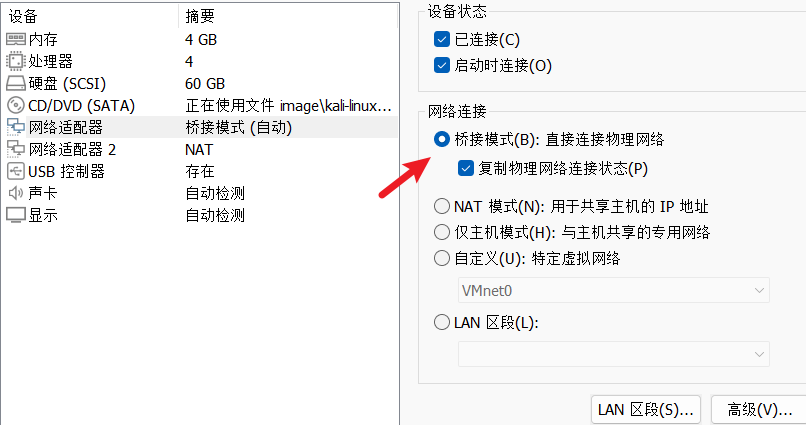 设备 摘要
内存 4 GB
处理器 4
硬盘 (SCSI) 60 GB
CD/DVD (SATA) 正在使用文件 image\kali-linux...
网络适配器 桥接模式 (自动)
网络适配器 2 NAT
USB 控制器 存在
声卡 自动检测
显示 自动检测
设备状态
已连接(C)
启动时连接(O)
网络连接
桥接模式(B): 直接连接物理网络
复制物理网络连接状态(P)
NAT 模式(N): 用于共享主机的 IP 地址
仅主机模式(H): 与主机共享的专用网络
自定义(U): 特定虚拟网络
VMnet0
LAN 区段(L):
LAN 区段(S)... 高级(V)...